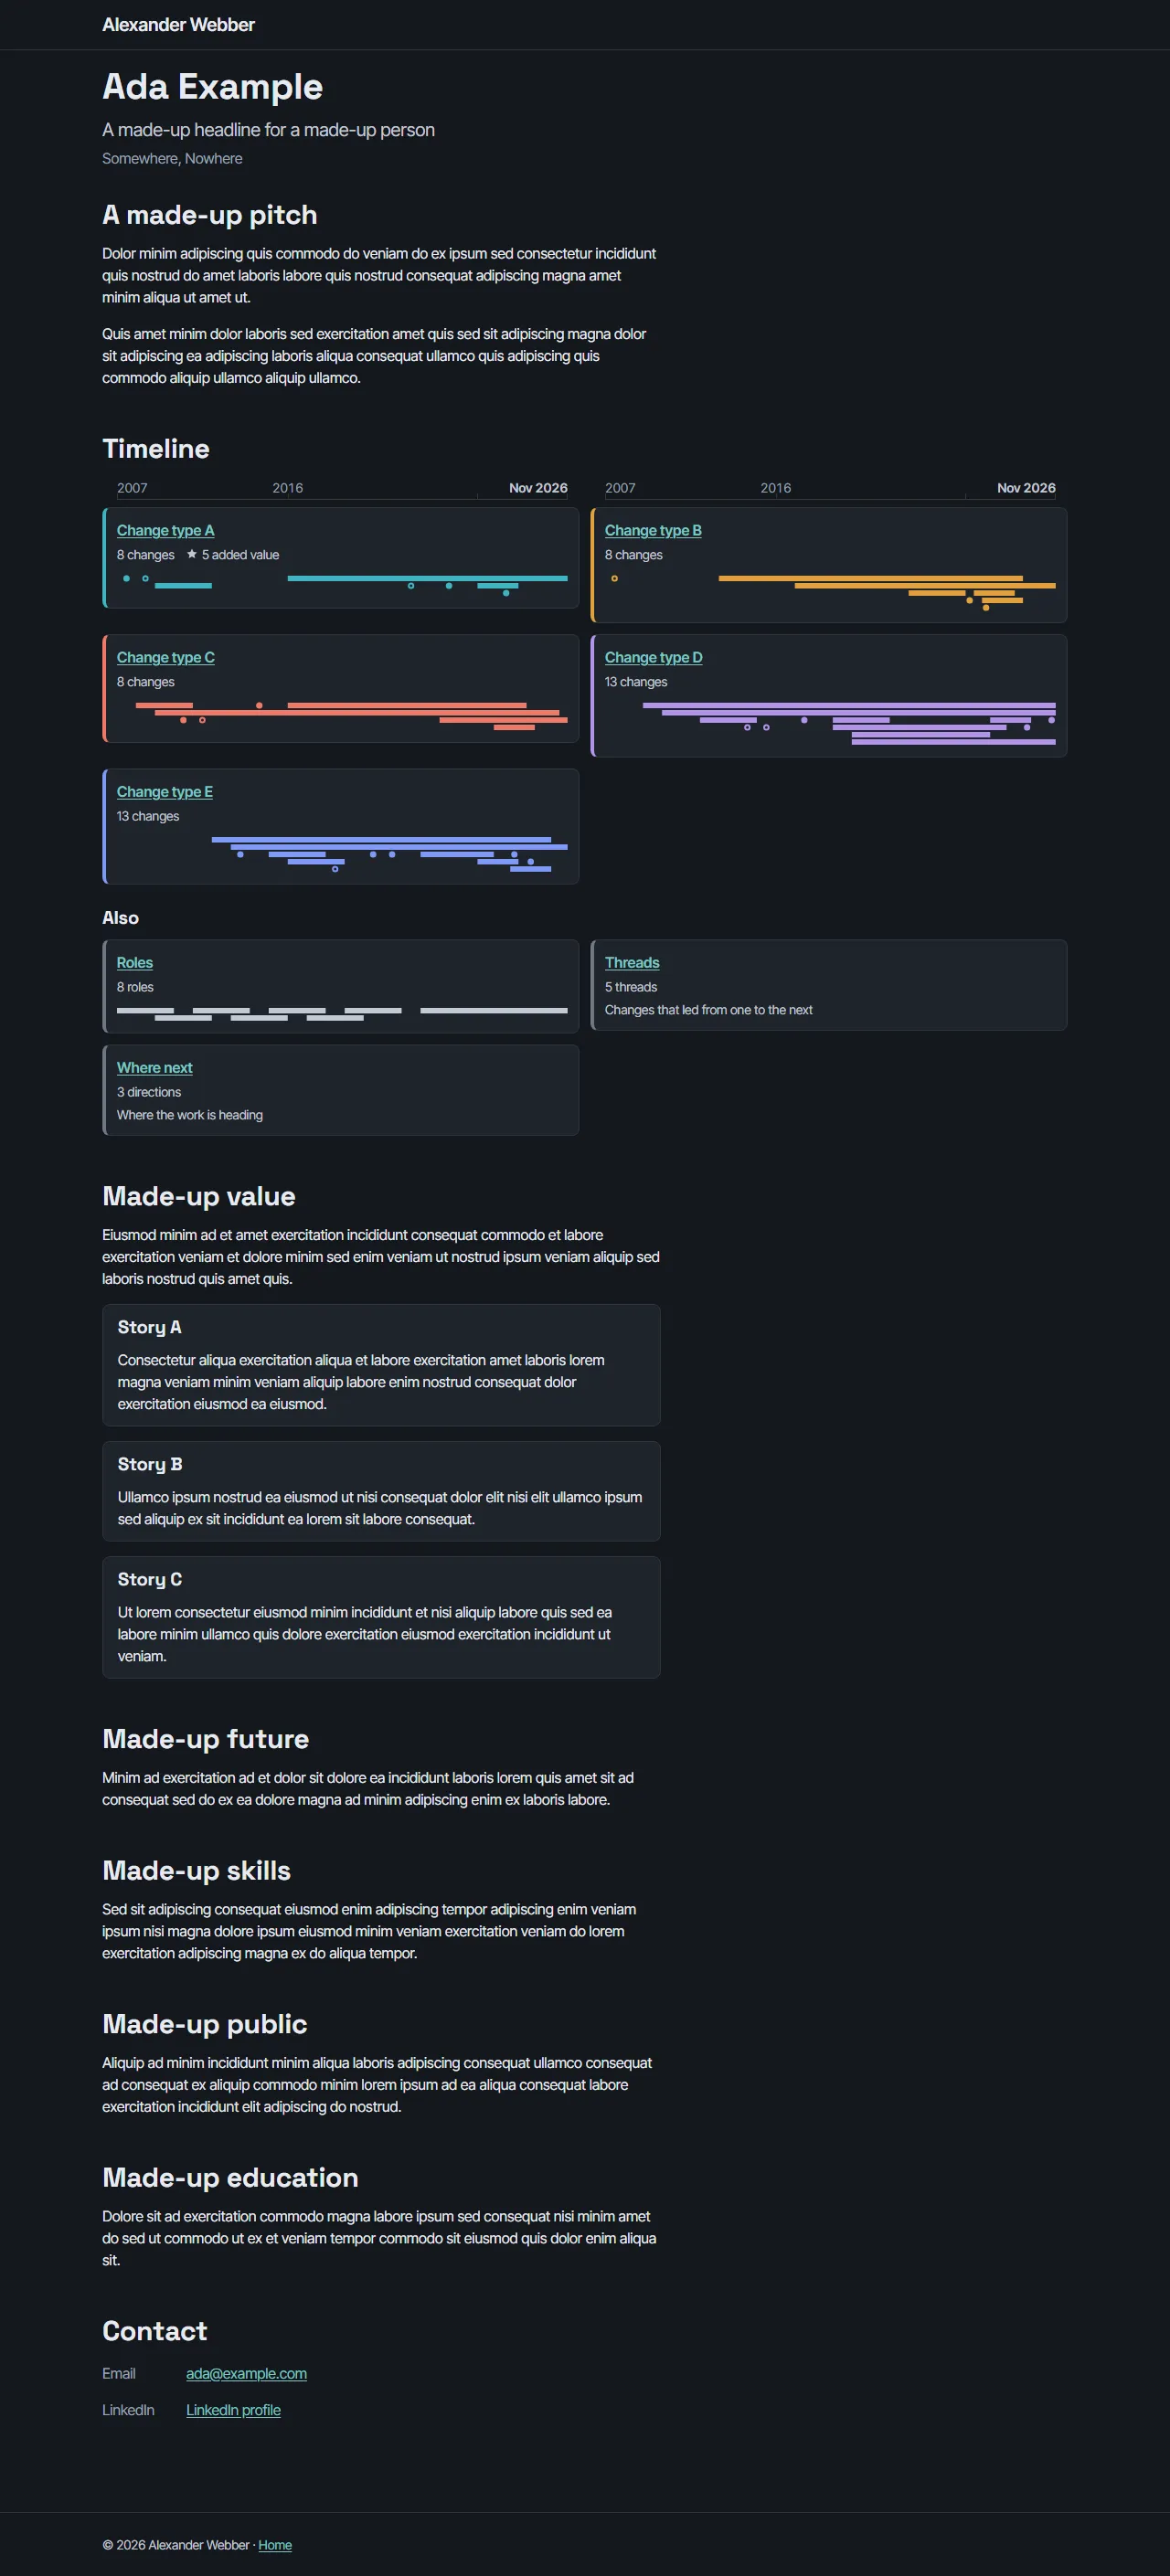 Alexander Webber
Ada Example
A made-up headline for a made-up person
Somewhere, Nowhere
A made-up pitch
Dolor minim adipiscing quis commodo do veniam do ex ipsum sed consectetur incididunt
quis nostrud do amet laboris labore quis nostrud consequat adipiscing magna amet
minim aliqua ut amet ut.
Quis amet minim dolor laboris sed exercitation amet quis sed sit adipiscing magna dolor
sit adipiscing ea adipiscing laboris aliqua consequat ullamco quis adipiscing quis
commodo aliquip ullamco aliquip ullamco.
Timeline
2007 2016 Nov 2026
2007 2016 Nov 2026
Change type A
8 changes ★ 5 added value
Change type B
8 changes
Change type C
8 changes
Change type D
13 changes
Change type E
13 changes
Also
Roles
8 roles
Threads
5 threads
Changes that led from one to the next
Where next
3 directions
Where the work is heading
Made-up value
Eiusmod minim ad et amet exercitation incididunt consequat commodo et labore
exercitation veniam et dolore minim sed enim veniam ut nostrud ipsum veniam aliquip sed
laboris nostrud quis amet quis.
Story A
Consectetur aliqua exercitation aliqua et labore exercitation amet laboris lorem
magna veniam minim veniam aliquip labore enim nostrud consequat dolor
exercitation eiusmod ea eiusmod.
Story B
Ullamco ipsum nostrud ea eiusmod ut nisi consequat dolor elit nisi elit ullamco ipsum
sed aliquip ex sit incididunt ea lorem sit labore consequat.
Story C
Ut lorem consectetur eiusmod minim incididunt et nisi aliquip labore quis sed ea
labore minim ullamco quis dolore exercitation eiusmod exercitation incididunt ut
veniam.
Made-up future
Minim ad exercitation ad et dolor sit dolore ea incididunt laboris lorem quis amet sit ad
consequat sed do ex ea dolore magna ad minim adipiscing enim ex laboris labore.
Made-up skills
Sed sit adipiscing consequat eiusmod enim adipiscing tempor adipiscing enim veniam
ipsum nisi magna dolore ipsum eiusmod minim veniam exercitation veniam do lorem
exercitation adipiscing magna ex do aliqua tempor.
Made-up public
Aliquip ad minim incididunt minim aliqua laboris adipiscing consequat ullamco consequat
ad consequat ex aliquip commodo minim lorem ipsum ad ea aliqua consequat labore
exercitation incididunt elit adipiscing do nostrud.
Made-up education
Dolore sit ad exercitation commodo magna labore ipsum sed consequat nisi minim amet
do sed ut commodo ut ex et veniam tempor commodo sit eiusmod quis dolor enim aliqua
sit.
Contact
Email ada@example.com
LinkedIn LinkedIn profile
© 2026 Alexander Webber · Home